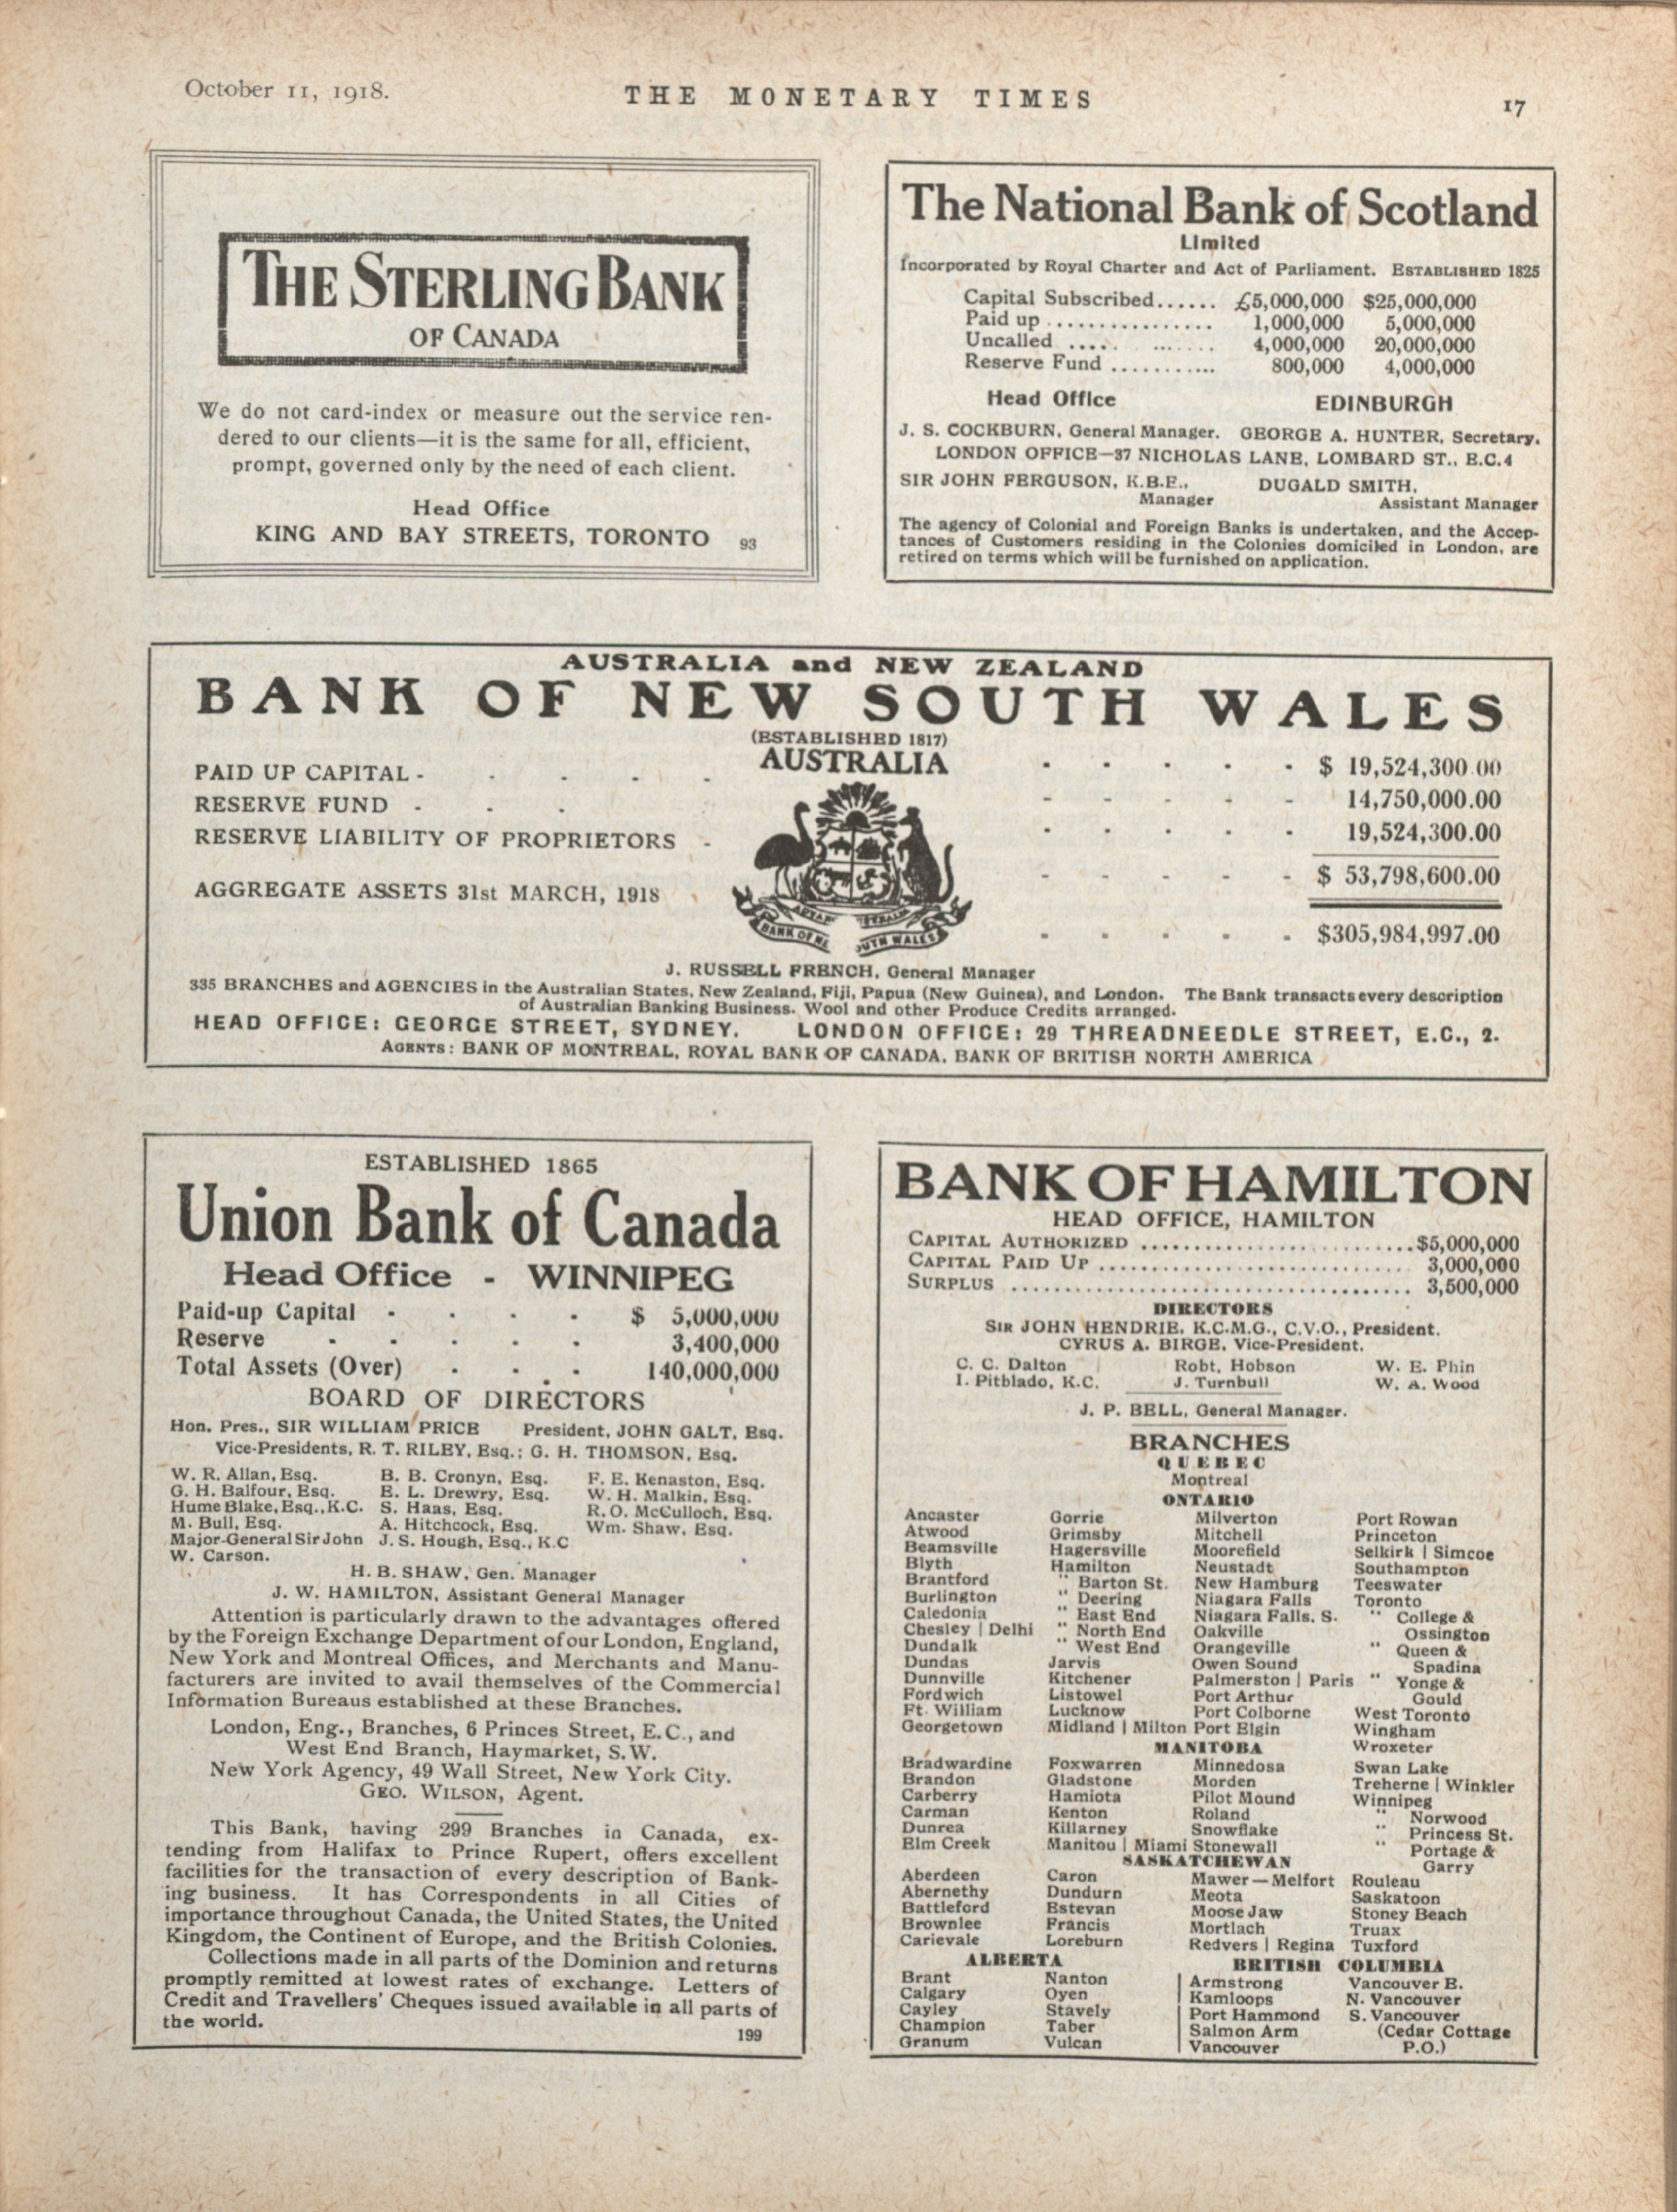 October 11, 1918.
THE MONETARY TIMES
17
THE STERLING BANK
OF CANADA
We do not card-index or measure out the service ren-
dered to our clients—it is the same for all, efficient,
prompt, governed only by the need of each client.
Head Office
KING AND BAY STREETS, TORONTO 93
The National Bank of Scotland
Limited
Incorporated by Royal Charter and Act of Parliament. ESTABLISHED 1825
Capital Subscribed...... £5,000,000 $25,000,000
Paid up ................ 1,000,000 5,000,000
Uncalled ..... ....... 4,000,000 20,000,000
Reserve Fund ........... 800,000 4,000,000
Head Office EDINBURGH
J. S. COCKBURN, General Manager. GEORGE A. HUNTER, Secretary.
LONDON OFFICE—37 NICHOLAS LANE, LOMBARD ST., E.C.4
SIR JOHN FERGUSON, K.B.E., DUGALD SMITH,
Manager Assistant Manager
The agency of Colonial and Foreign Banks is undertaken, and the Accep-
tances of Customers residing in the Colonies domiciled in London, are
retired on terms which will be furnished on application.
AUSTRALIA and NEW ZEALAND
BANK OF NEW SOUTH WALES
(ESTABLISHED 1817)
AUSTRALIA
PAID UP CAPITAL - - - - - - - - - - $ 19,524,300.00
RESERVE FUND - - - - - - - - 14,750,000.00
RESERVE LIABILITY OF PROPRIETORS - - - - - - 19,524,300.00
- - - - - $ 53,798,600.00
AGGREGATE ASSETS 31st MARCH, 1918 - - - - - $305,984,997.00
BANK OF N SOUTH WALES
J. RUSSELL FRENCH, General Manager
335 BRANCHES and AGENCIES in the Australian States, New Zealand, Fiji, Papua (New Guinea), and London. The Bank transacts every description
of Australian Banking Business. Wool and other Produce Credits arranged.
HEAD OFFICE: GEORGE STREET, SYDNEY. LONDON OFFICE: 29 THREADNEEDLE STREET, E.C., 2.
AGENTS: BANK OF MONTREAL, ROYAL BANK OF CANADA, BANK OF BRITISH NORTH AMERICA
ESTABLISHED 1865
Union Bank of Canada
Head Office - WINNIPEG
Paid-up Capital - - - - $ 5,000,000
Reserve - - - - - 3,400,000
Total Assets (Over) - - - 140,000,000
BOARD OF DIRECTORS
Hon. Pres., SIR WILLIAM PRICE President, JOHN GALT, Esq.
Vice-Presidents, R. T. RILEY, Esq.; G. H. THOMSON, Esq.
W. R. Allan, Esq. B. B. Cronyn, Esq. F. E. Kenaston, Esq.
G. H. Balfour, Esq. E. L. Drewry, Esq. W. H. Malkin, Esq.
Hume Blake, Esq., K.C. S. Haas, Esq. R. O. McCulloch, Esq.
M. Bull, Esq. A. Hitchcock, Esq. Wm. Shaw, Esq.
Major-General Sir John J. S. Hough, Esq., K.C
W. Carson.
H. B. SHAW, Gen. Manager
J. W. HAMILTON, Assistant General Manager
Attention is particularly drawn to the advantages offered
by the Foreign Exchange Department of our London, England,
New York and Montreal Offices, and Merchants and Manu-
facturers are invited to avail themselves of the Commercial
Information Bureaus established at these Branches.
London, Eng., Branches, 6 Princes Street, E.C., and
West End Branch, Haymarket, S.W.
New York Agency, 49 Wall Street, New York City.
GEO. WILSON, Agent.
This Bank, having 299 Branches in Canada, ex-
tending from Halifax to Prince Rupert, offers excellent
facilities for the transaction of every description of Bank-
ing business. It has Correspondents in all Cities of
importance throughout Canada, the United States, the United
Kingdom, the Continent of Europe, and the British Colonies.
Collections made in all parts of the Dominion and returns
promptly remitted at lowest rates of exchange. Letters of
Credit and Travellers' Cheques issued available in all parts of
the world.
199
BANK OF HAMILTON
HEAD OFFICE, HAMILTON
CAPITAL AUTHORIZED ..........................$5,000,000
CAPITAL PAID UP .............................. 3,000,000
SURPLUS ...................................... 3,500,000
DIRECTORS
SIR JOHN HENDRIE, K.C.M.G., C.V.O., President.
CYRUS A. BIRGE, Vice-President.
C. C. Dalton Robt. Hobson W. E. Phin
I. Pitblado, K.C. J. Turnbull W. A. Wood
J. P. BELL, General Manager.
BRANCHES
QUEBEC
Montreal
ONTARIO
Ancaster Gorrie Milverton Port Rowan
Atwood Grimsby Mitchell Princeton
Beamsville Hagersville Moorefield Selkirk | Simcoe
Blyth Hamilton Neustadt Southampton
Brantford " Barton St. New Hamburg Teeswater
Burlington " Deering Niagara Falls Toronto
Caledonia " East End Niagara Falls, S. " College &
Chesley | Delhi " North End Oakville Ossington
Dundalk " West End Orangeville " Queen &
Dundas Jarvis Owen Sound Spadina
Dunnville Kitchener Palmerston | Paris " Yonge &
Fordwich Listowel Port Arthur Gould
Ft. William Lucknow Port Colborne West Toronto
Georgetown Midland | Milton Port Elgin Wingham
MANITOBA Wroxeter
Bradwardine Foxwarren Minnedosa Swan Lake
Brandon Gladstone Morden Treherne | Winkler
Carberry Hamiota Pilot Mound Winnipeg
Carman Kenton Roland " Norwood
Dunrea Killarney Snowflake " Princess St.
Elm Creek Manitou | Miami Stonewall " Portage &
SASKATCHEWAN Garry
Aberdeen Caron Mawer—Melfort Rouleau
Abernethy Dundurn Meota Saskatoon
Battleford Estevan Moose Jaw Stoney Beach
Brownlee Francis Mortlach Truax
Carievale Loreburn Redvers | Regina Tuxford
ALBERTA BRITISH COLUMBIA
Brant Nanton Armstrong Vancouver E.
Calgary Oyen Kamloops N. Vancouver
Cayley Stavely Port Hammond S. Vancouver
Champion Taber Salmon Arm (Cedar Cottage
Granum Vulcan Vancouver P.O.)